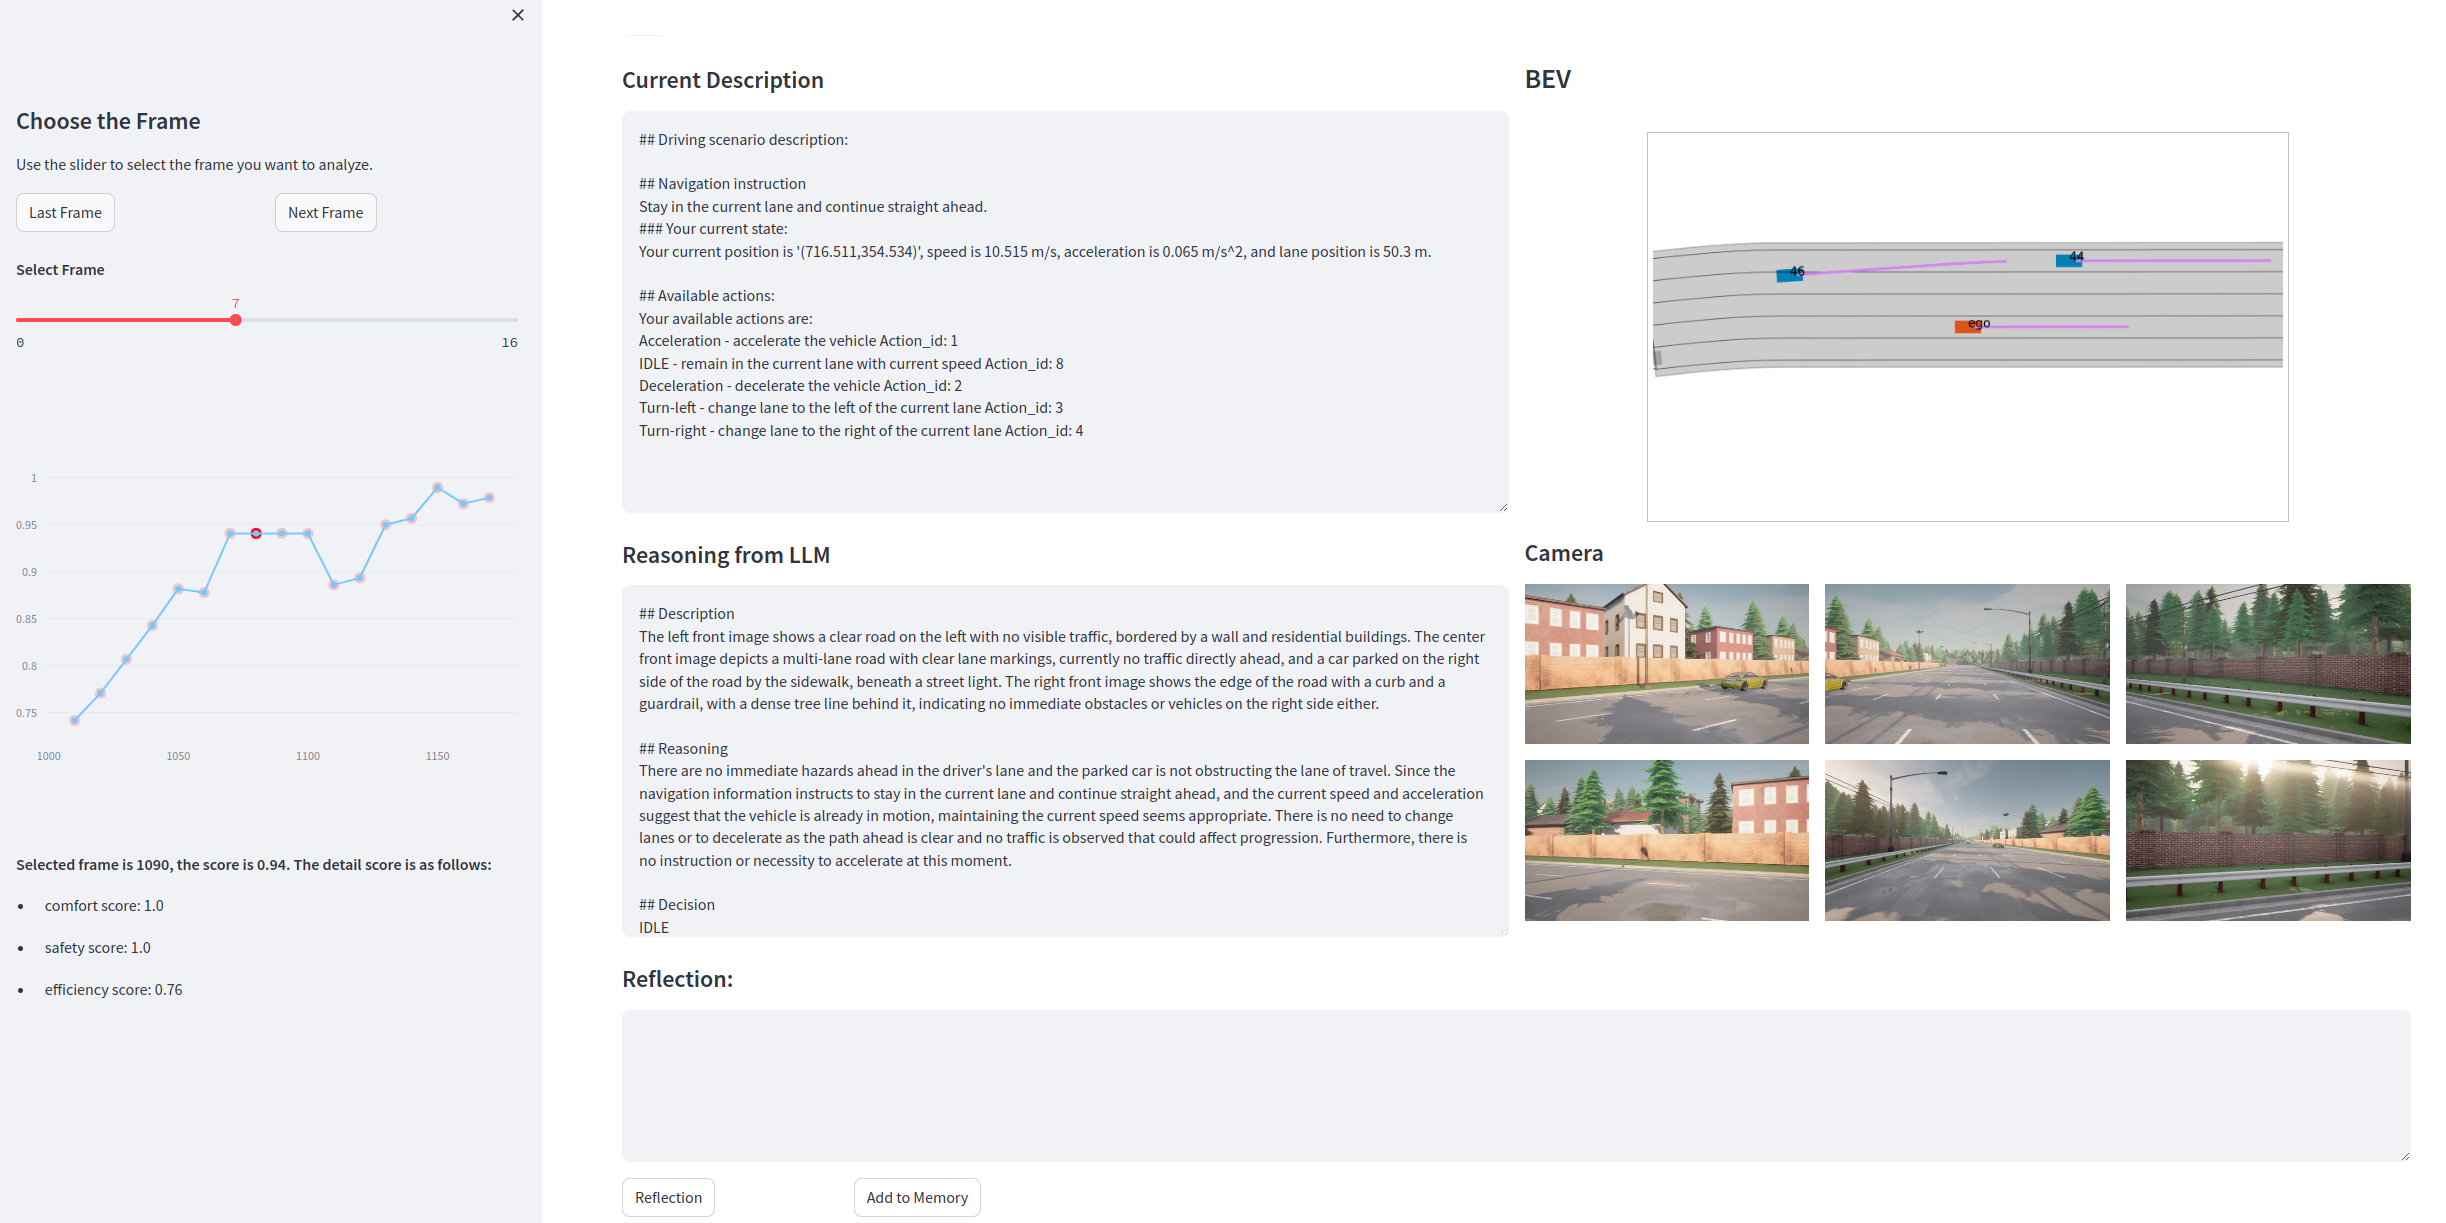 ×
Choose the Frame
Use the slider to select the frame you want to analyze.
Last Frame
Next Frame
Select Frame
7
0
16
1
0.95
0.9
0.85
0.8
0.75
1000
1050
1100
1150
Selected frame is 1090, the score is 0.94. The detail score is as follows:
• comfort score: 1.0
• safety score: 1.0
• efficiency score: 0.76
Current Description
## Driving scenario description:
## Navigation instruction
Stay in the current lane and continue straight ahead.
### Your current state:
Your current position is '(716.511,354.534)', speed is 10.515 m/s, acceleration is 0.065 m/s^2, and lane position is 50.3 m.
## Available actions:
Your available actions are:
Acceleration - accelerate the vehicle Action_id: 1
IDLE - remain in the current lane with current speed Action_id: 8
Deceleration - decelerate the vehicle Action_id: 2
Turn-left - change lane to the left of the current lane Action_id: 3
Turn-right - change lane to the right of the current lane Action_id: 4
Reasoning from LLM
## Description
The left front image shows a clear road on the left with no visible traffic, bordered by a wall and residential buildings. The center
front image depicts a multi-lane road with clear lane markings, currently no traffic directly ahead, and a car parked on the right
side of the road by the sidewalk, beneath a street light. The right front image shows the edge of the road with a curb and a
guardrail, with a dense tree line behind it, indicating no immediate obstacles or vehicles on the right side either.
## Reasoning
There are no immediate hazards ahead in the driver's lane and the parked car is not obstructing the lane of travel. Since the
navigation information instructs to stay in the current lane and continue straight ahead, and the current speed and acceleration
suggest that the vehicle is already in motion, maintaining the current speed seems appropriate. There is no need to change
lanes or to decelerate as the path ahead is clear and no traffic is observed that could affect progression. Furthermore, there is
no instruction or necessity to accelerate at this moment.
## Decision
IDLE
Reflection:
Reflection
Add to Memory
BEV
46
44
ego
Camera